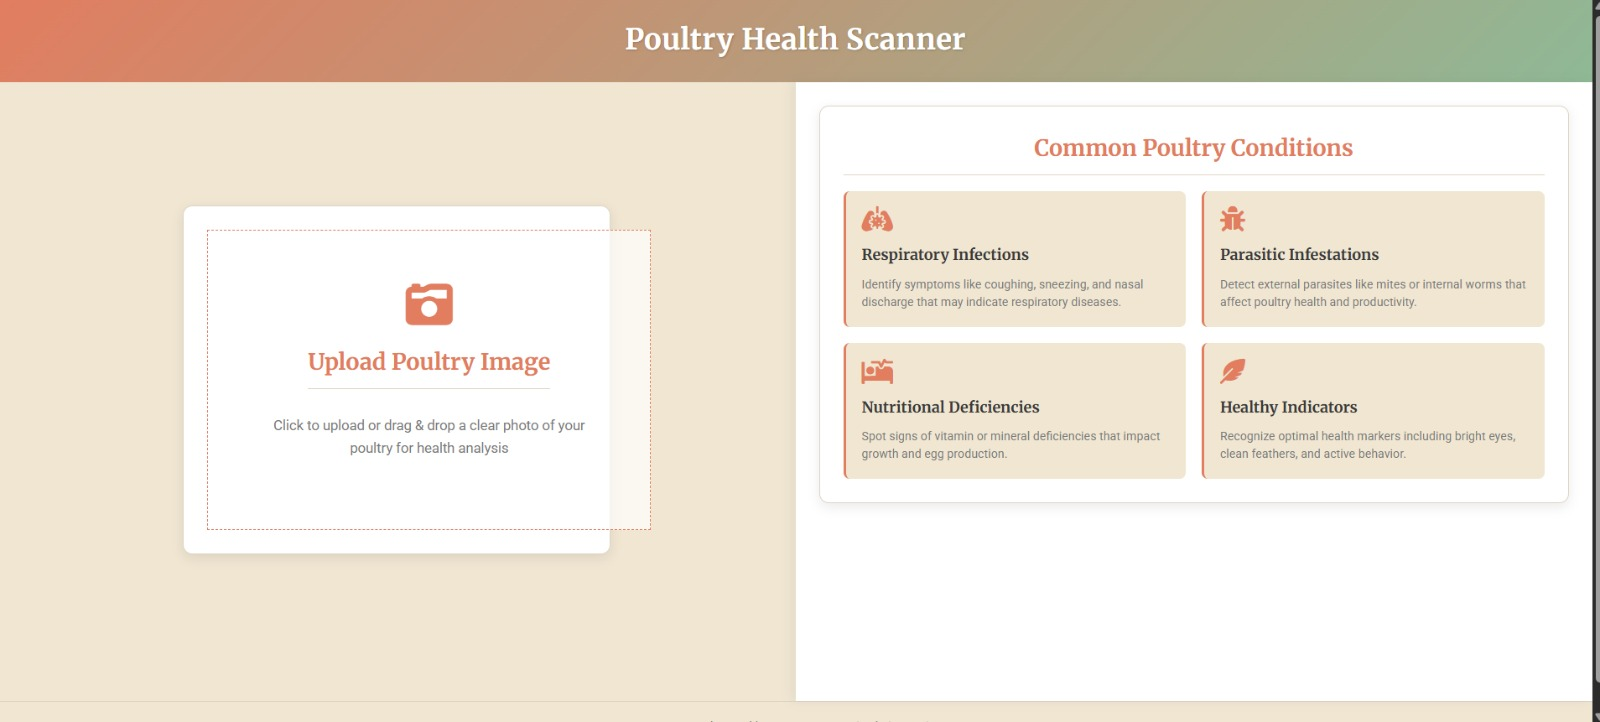 Poultry Health Scanner
Upload Poultry Image
Click to upload or drag & drop a clear photo of your
poultry for health analysis
Common Poultry Conditions
Respiratory Infections
Identify symptoms like coughing, sneezing, and nasal
discharge that may indicate respiratory diseases.
Parasitic Infestations
Detect external parasites like mites or internal worms that
affect poultry health and productivity.
Nutritional Deficiencies
Spot signs of vitamin or mineral deficiencies that impact
growth and egg production.
Healthy Indicators
Recognize optimal health markers including bright eyes,
clean feathers, and active behavior.